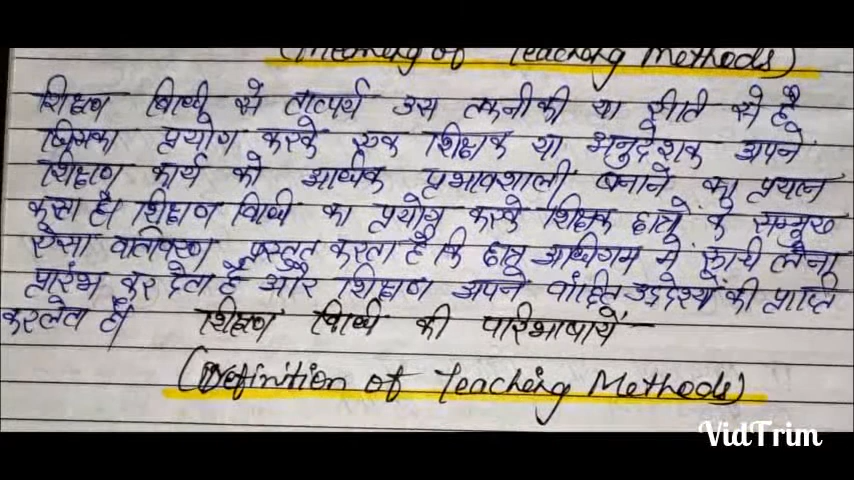 (Meaning of Teaching Methods)
शिक्षण विधि से तात्पर्य उस तकनीकी या रीति से है
जिसका प्रयोग करके एक शिक्षक या अनुदेशक अपने
शिक्षण कार्य को अधिक प्रभावशाली बनाने का प्रयत्न
करता है। शिक्षण विधि का प्रयोग करके शिक्षक छात्रों के सम्मुख
ऐसा वातावरण प्रस्तुत करता है कि छात्र अधिगम में रूचि लेना
प्रारंभ कर देता है और शिक्षण अपने वांछित उद्देश्यों की प्राप्ति
कर लेता है। शिक्षण विधि की परिभाषायें
(Definition of Teaching Methods)
VidTrim